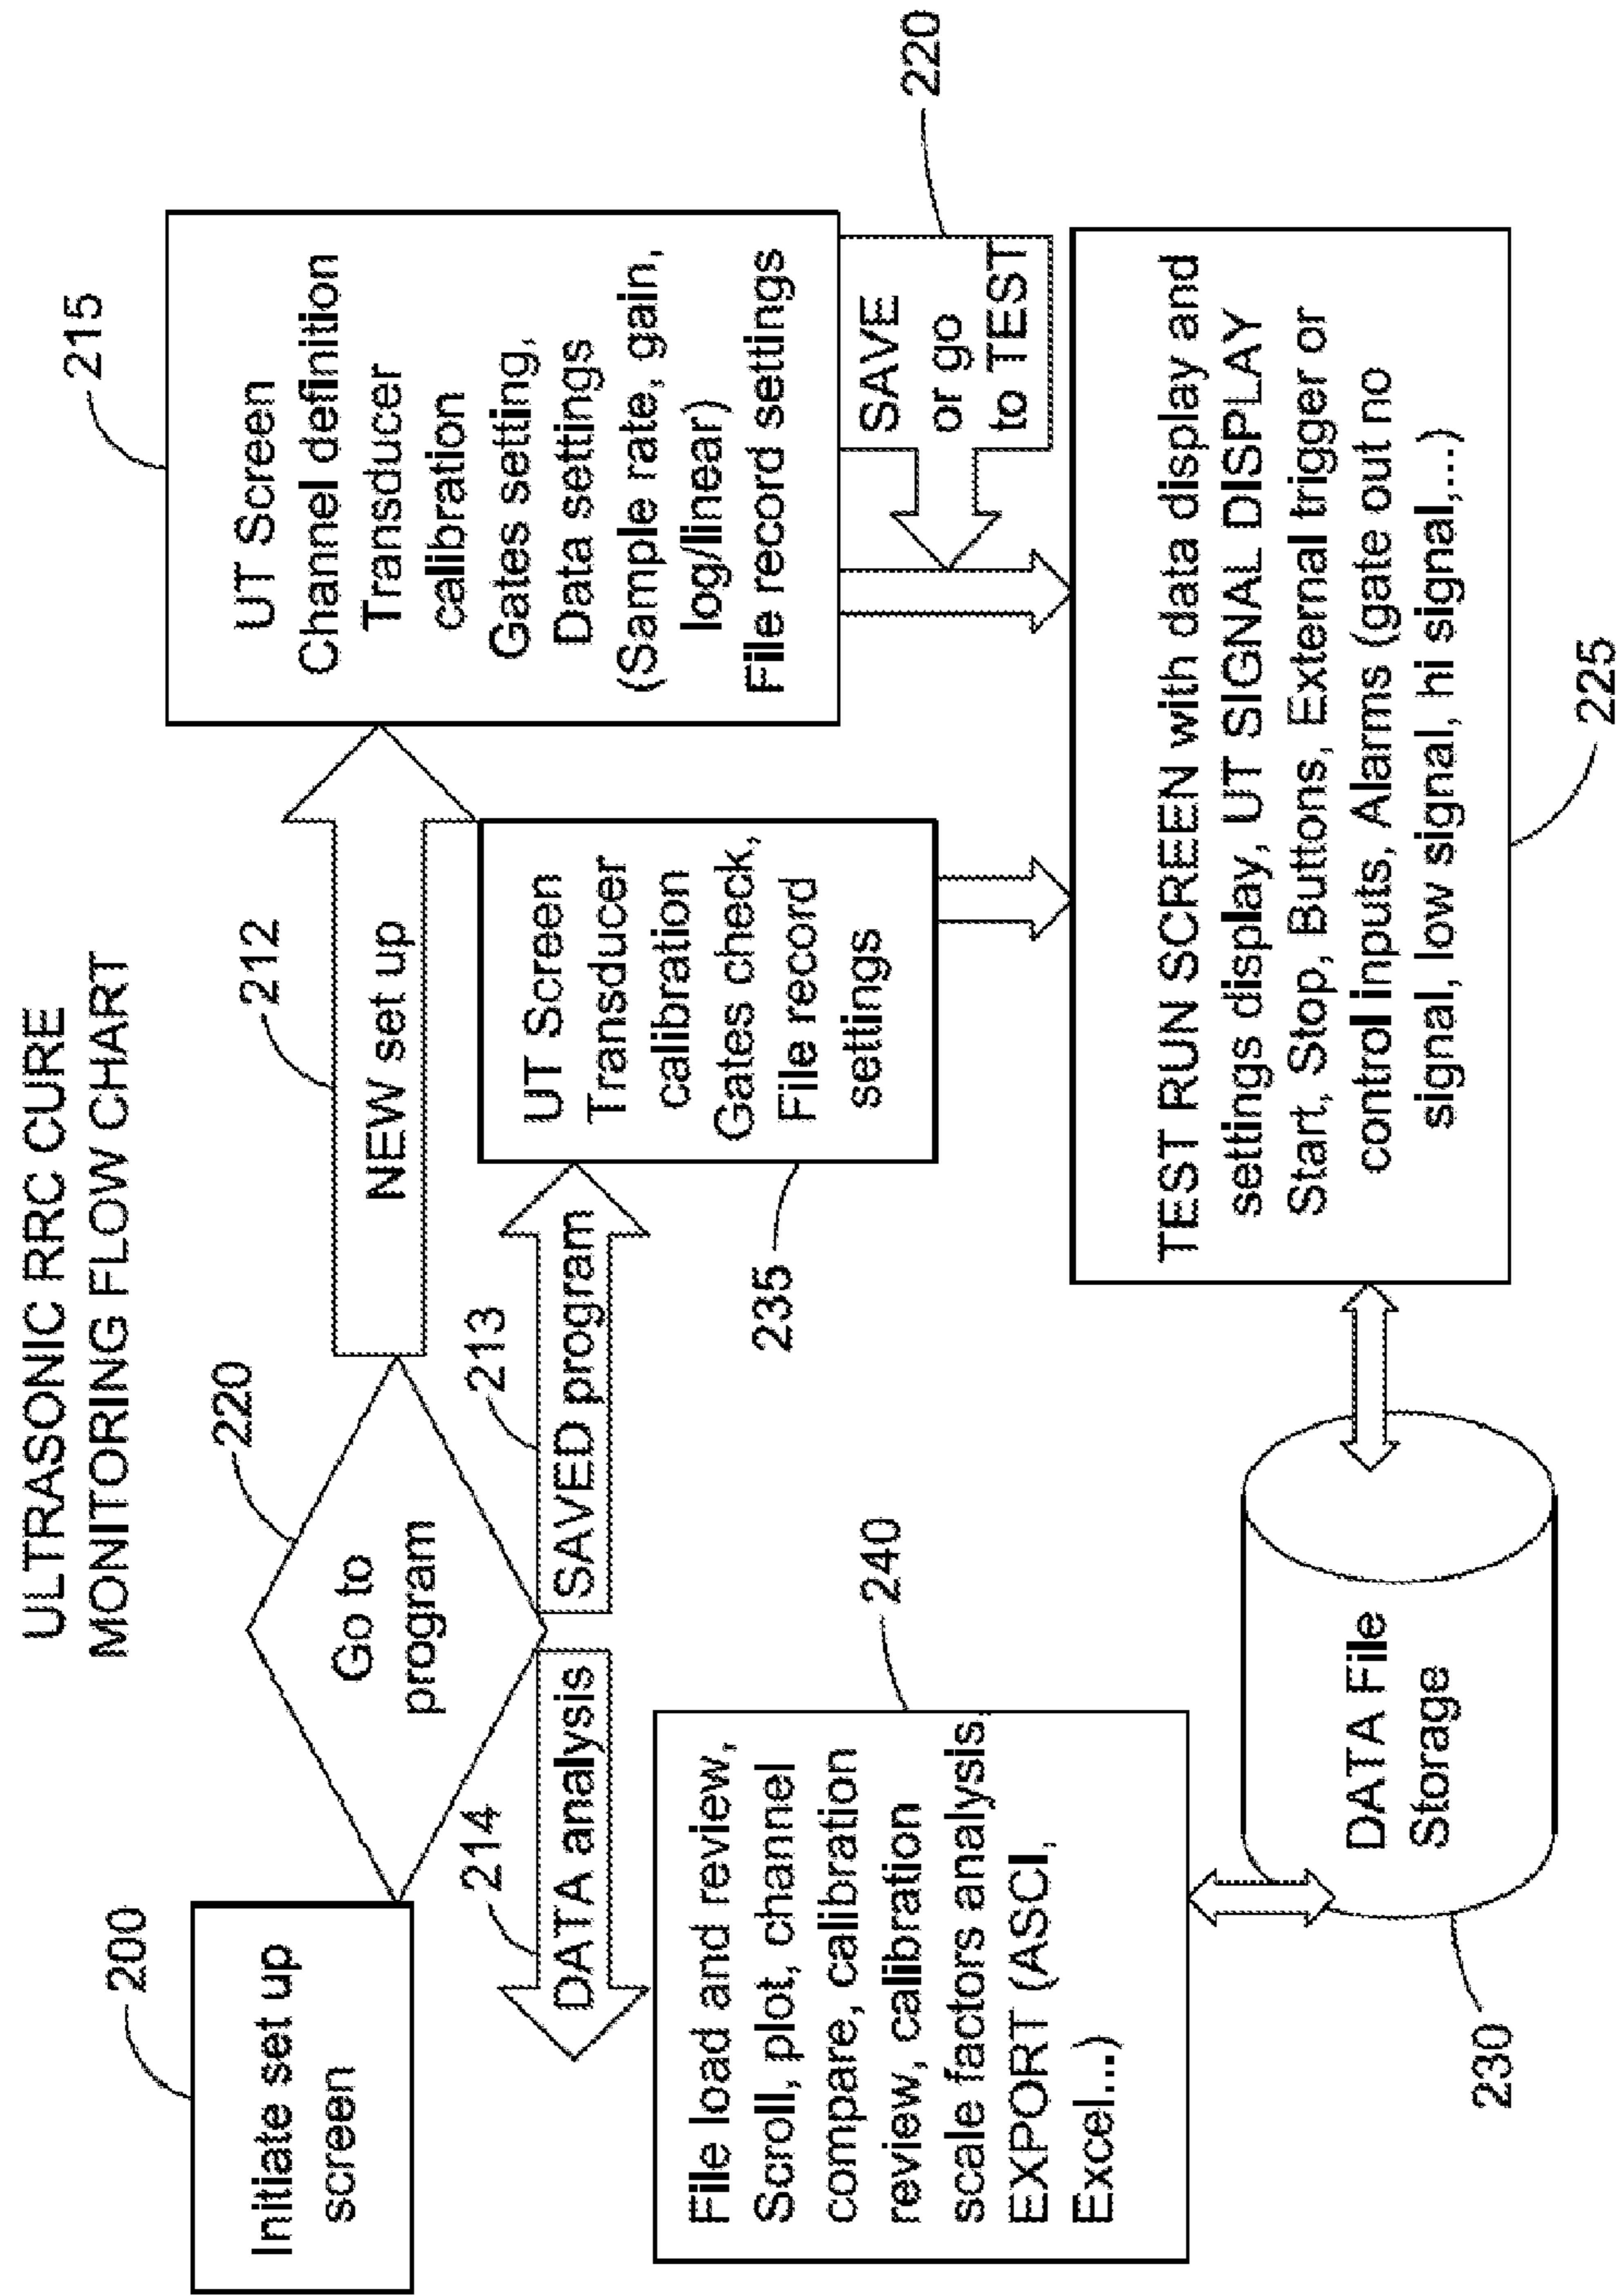 ULTRASONIC RRC CURE
MONITORING FLOW CHART
200
Initiate set up
screen
220
Go to
program
212
NEW set up
215
UT Screen
Channel definition
Transducer
calibration
Gates setting,
Data settings
(Sample rate, gain,
log/linear)
File record settings
214
DATA analysis
213
SAVED program
UT Screen
Transducer
calibration
Gates check,
File record
settings
235
SAVE
or go
to TEST
220
240
File load and review,
Scroll, plot, channel
compare, calibration
review, calibration
scale factors analysis,
EXPORT (ASCI,
Excel...)
TEST RUN SCREEN with data display and
settings display, UT SIGNAL DISPLAY
Start, Stop, Buttons, External trigger or
control inputs, Alarms (gate out no
signal, low signal, hi signal,...)
225
DATA File
Storage
230